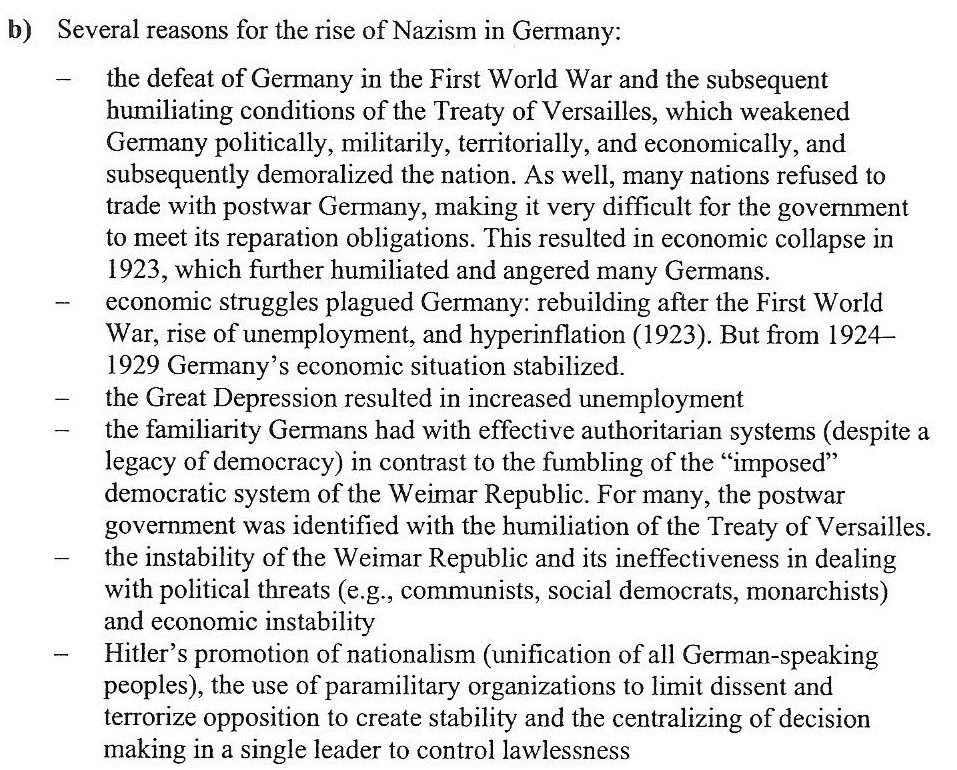 b) Several reasons for the rise of Nazism in Germany:
– the defeat of Germany in the First World War and the subsequent
humiliating conditions of the Treaty of Versailles, which weakened
Germany politically, militarily, territorially, and economically, and
subsequently demoralized the nation. As well, many nations refused to
trade with postwar Germany, making it very difficult for the government
to meet its reparation obligations. This resulted in economic collapse in
1923, which further humiliated and angered many Germans.
– economic struggles plagued Germany: rebuilding after the First World
War, rise of unemployment, and hyperinflation (1923). But from 1924–
1929 Germany’s economic situation stabilized.
– the Great Depression resulted in increased unemployment
– the familiarity Germans had with effective authoritarian systems (despite a
legacy of democracy) in contrast to the fumbling of the “imposed”
democratic system of the Weimar Republic. For many, the postwar
government was identified with the humiliation of the Treaty of Versailles.
– the instability of the Weimar Republic and its ineffectiveness in dealing
with political threats (e.g., communists, social democrats, monarchists)
and economic instability
– Hitler’s promotion of nationalism (unification of all German-speaking
peoples), the use of paramilitary organizations to limit dissent and
terrorize opposition to create stability and the centralizing of decision
making in a single leader to control lawlessness